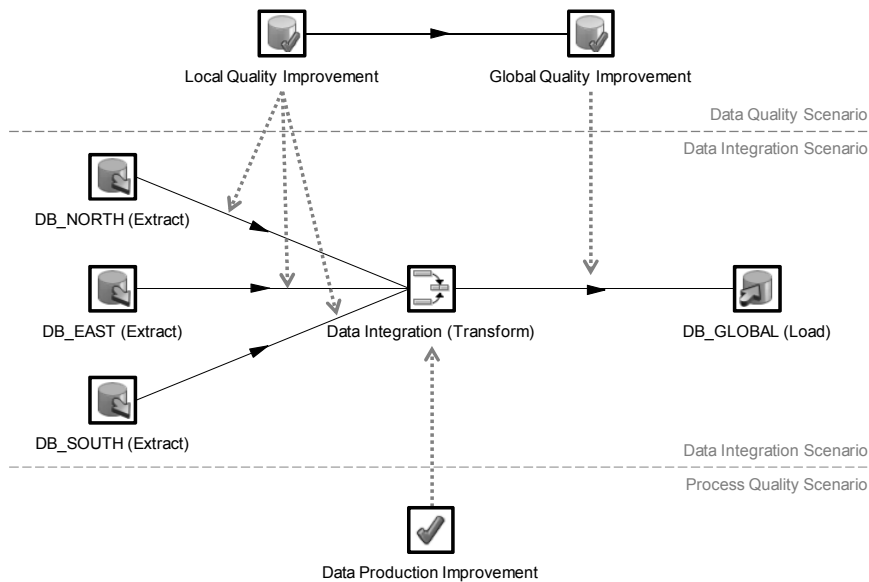 Local Quality Improvement
Global Quality Improvement
Data Quality Scenario
Data Integration Scenario
DB_NORTH (Extract)
DB_EAST (Extract)
Data Integration (Transform)
DB_GLOBAL (Load)
DB_SOUTH (Extract)
Data Integration Scenario
Process Quality Scenario
Data Production Improvement